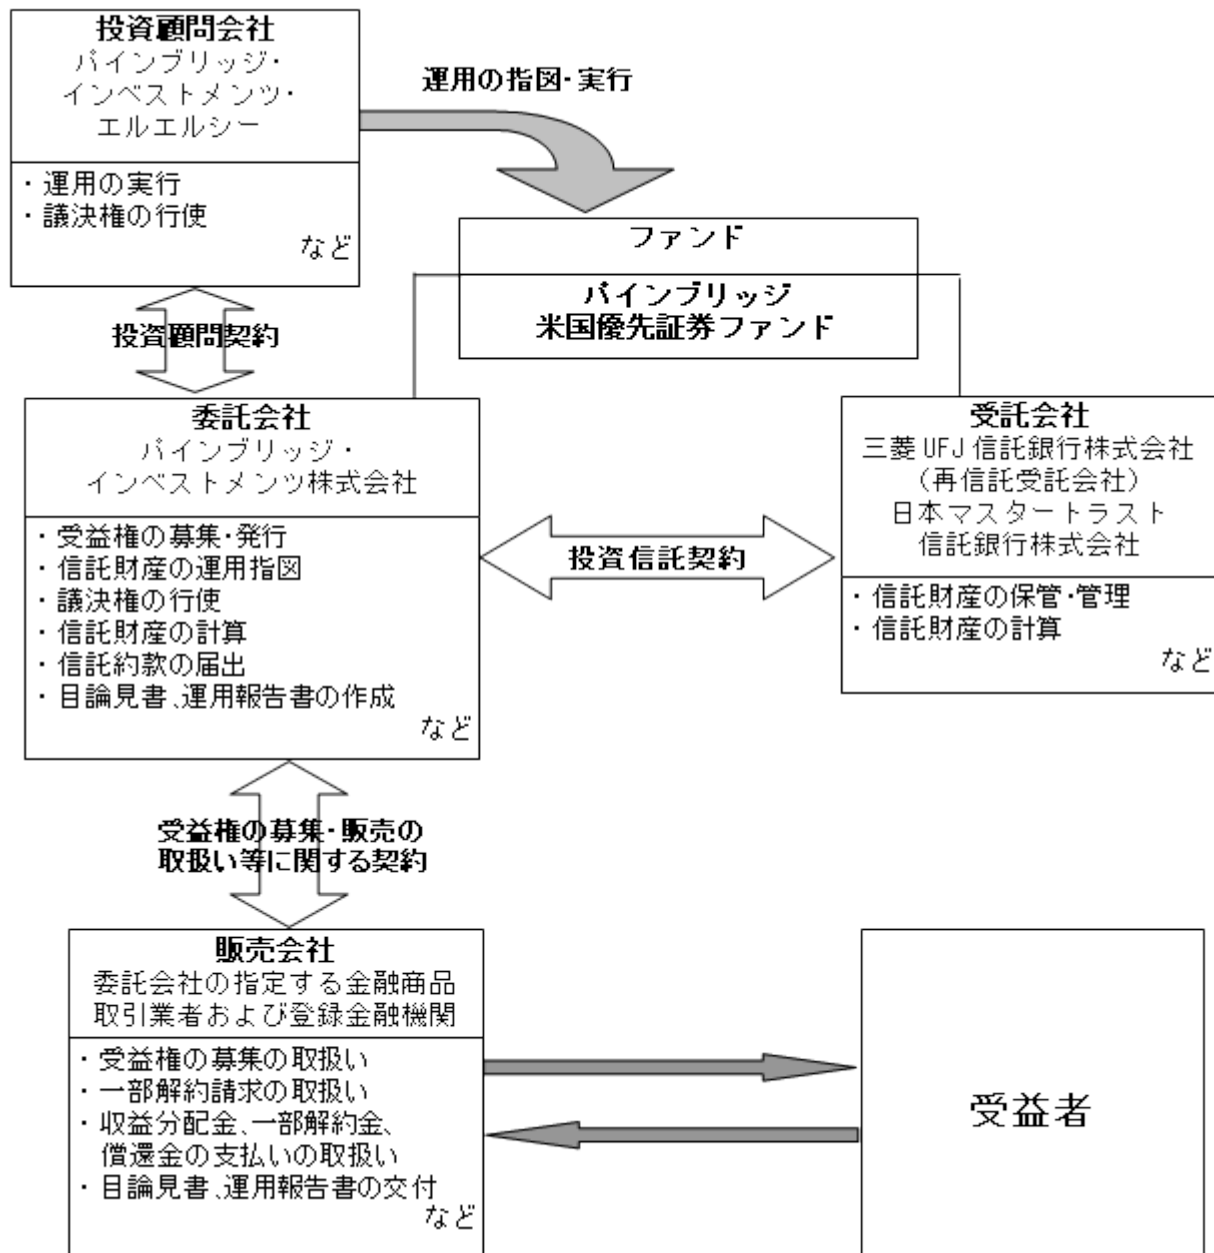 投資顧問会社
パインブリッジ・
インベストメンツ・
エルエルシー
・運用の実行
・議決権の行使
など
運用の指図・実行
ファンド
パインブリッジ
米国優先証券ファンド
投資顧問契約
委託会社
パインブリッジ・
インベストメンツ株式会社
・受益権の募集・発行
・信託財産の運用指図
・議決権の行使
・信託財産の計算
・信託約款の届出
・目論見書、運用報告書の作成
など
投資信託契約
受託会社
三菱UFJ信託銀行株式会社
（再信託受託会社）
日本マスタートラスト
信託銀行株式会社
・信託財産の保管・管理
・信託財産の計算
など
受益権の募集・販売の
取扱い等に関する契約
販売会社
委託会社の指定する金融商品
取引業者および登録金融機関
・受益権の募集の取扱い
・一部解約請求の取扱い
・収益分配金、一部解約金、
償還金の支払いの取扱い
・目論見書、運用報告書の交付
など
受益者